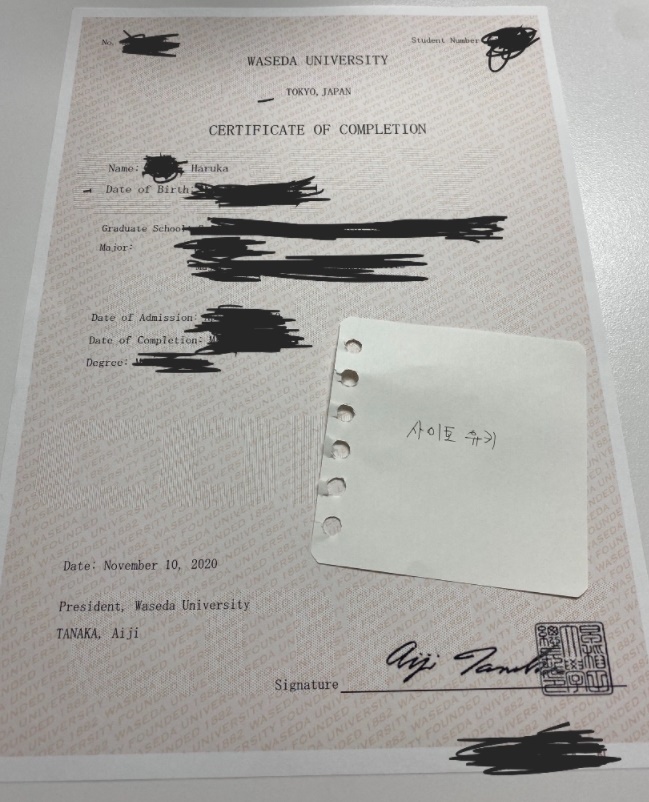 No.
Student Number
WASEDA UNIVERSITY
TOKYO, JAPAN
CERTIFICATE OF COMPLETION
Name: Haruka
Date of Birth:
Graduate School:
Major:
Date of Admission:
Date of Completion: M
Degree: M
사이토 슈키
Date: November 10, 2020
President, Waseda University
TANAKA, Aiji
Aiji Tanaka
Signature